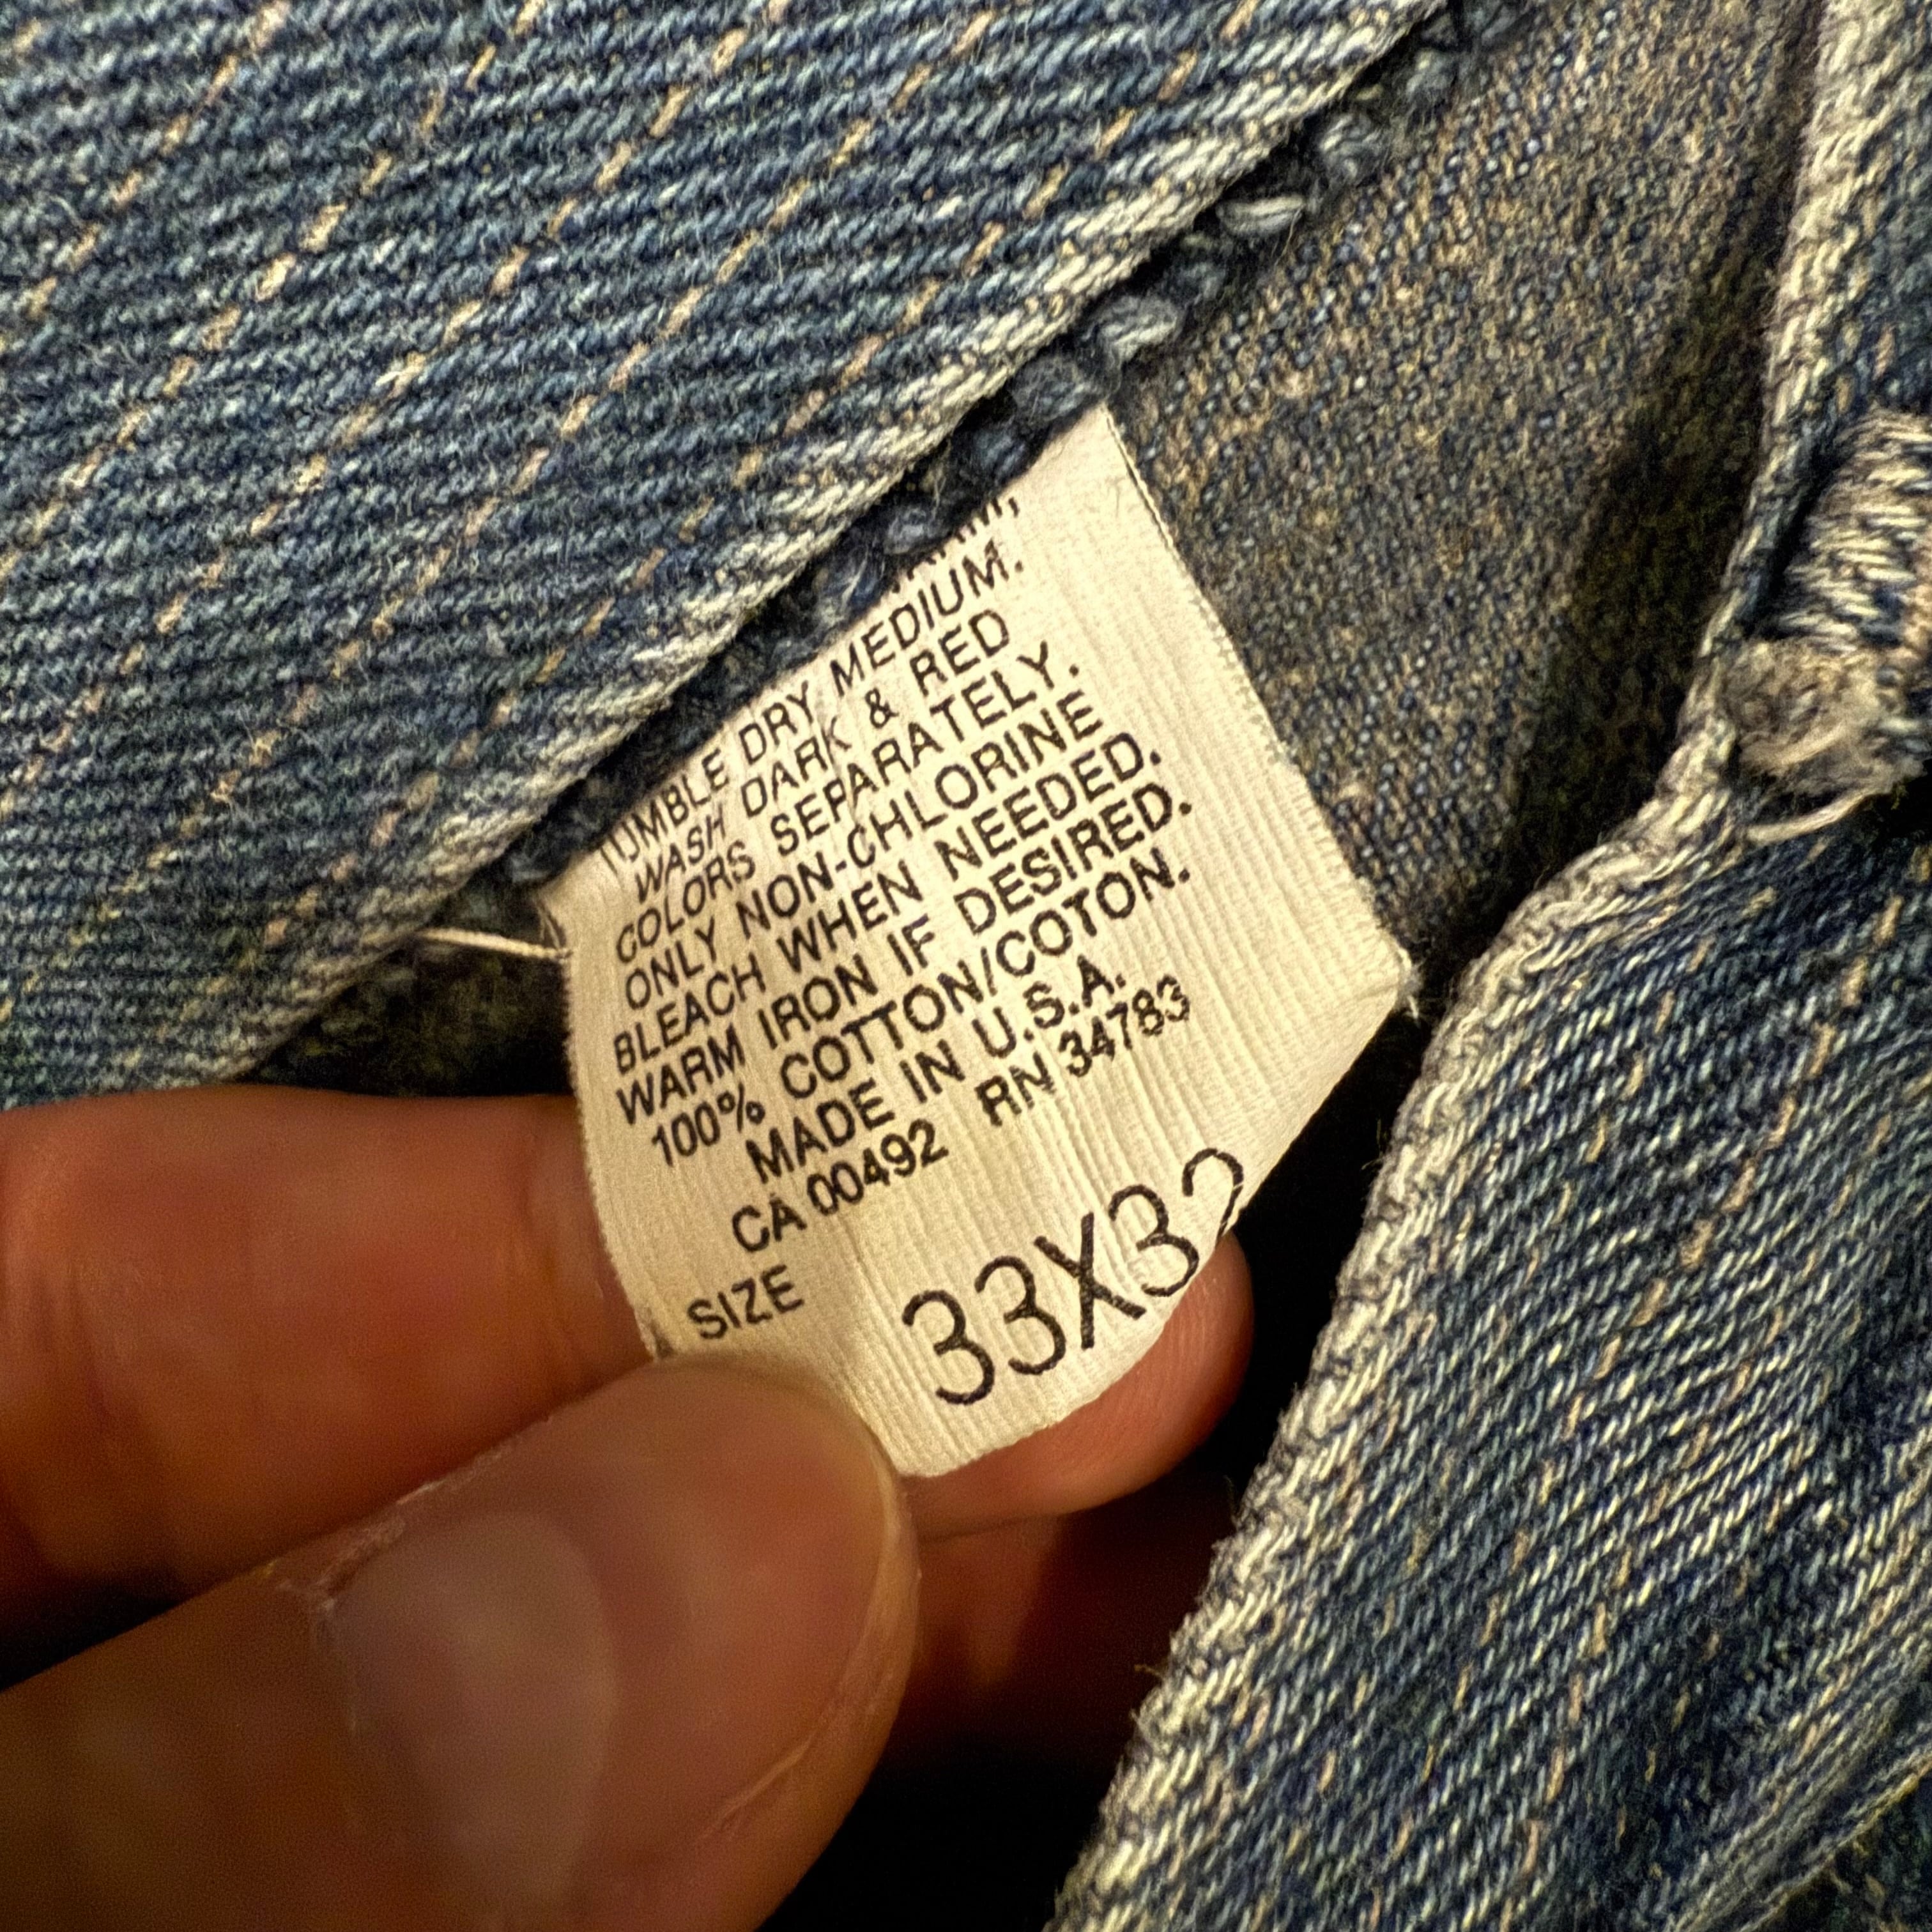 TUMBLE DRY MEDIUM.
WASH DARK & RED
COLORS SEPARATELY.
ONLY NON-CHLORINE
BLEACH WHEN NEEDED.
WARM IRON IF DESIRED.
100% COTTON/COTON.
MADE IN U.S.A.
CA 00492 RN 34783
SIZE 33X32